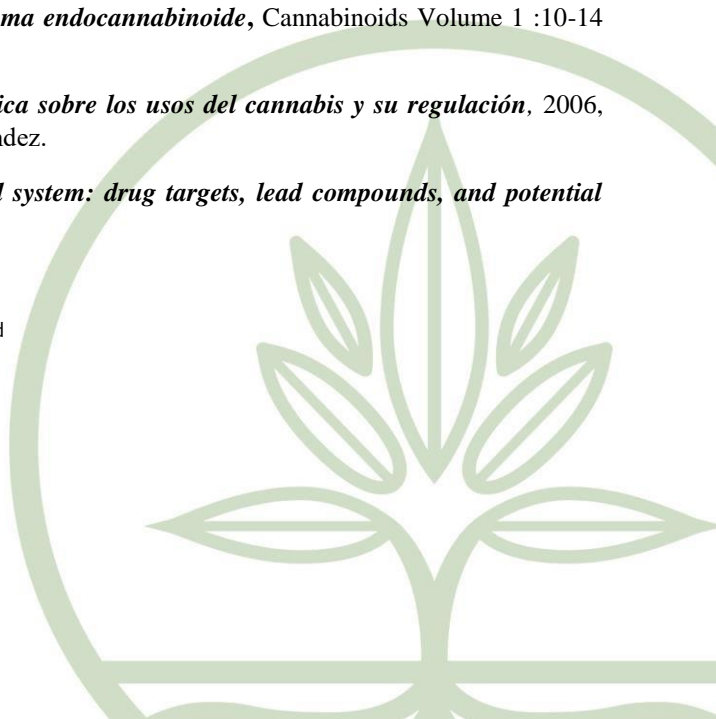 ma endocannabinoide, Cannabinoids Volume 1 :10-14
ica sobre los usos del cannabis y su regulación, 2006,
ndez.
l system: drug targets, lead compounds, and potential
d